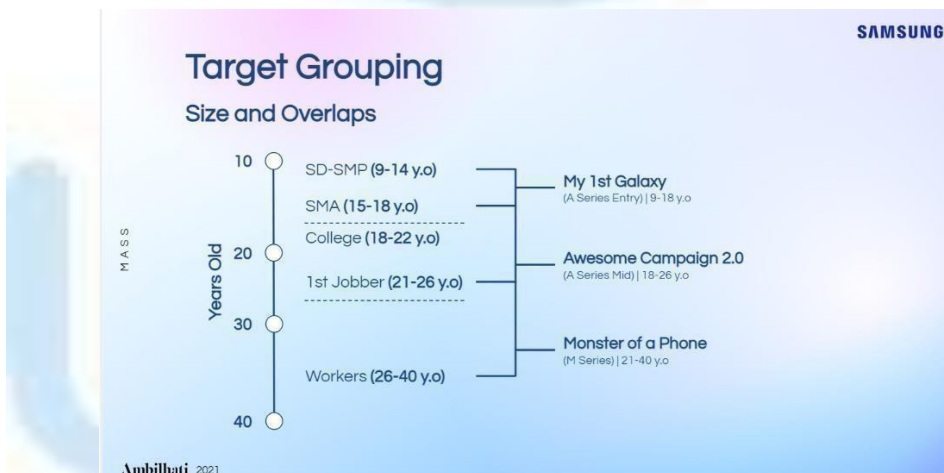 SAMSUNG
Target Grouping
Size and Overlaps
MASS
Years Old
10
20
30
40
SD-SMP (9-14 y.o)
SMA (15-18 y.o)
College (18-22 y.o)
1st Jobber (21-26 y.o)
Workers (26-40 y.o)
My 1st Galaxy
(A Series Entry) | 9-18 y.o
Awesome Campaign 2.0
(A Series Mid) | 18-26 y.o
Monster of a Phone
(M Series) | 21-40 y.o
Ambilhati 2021